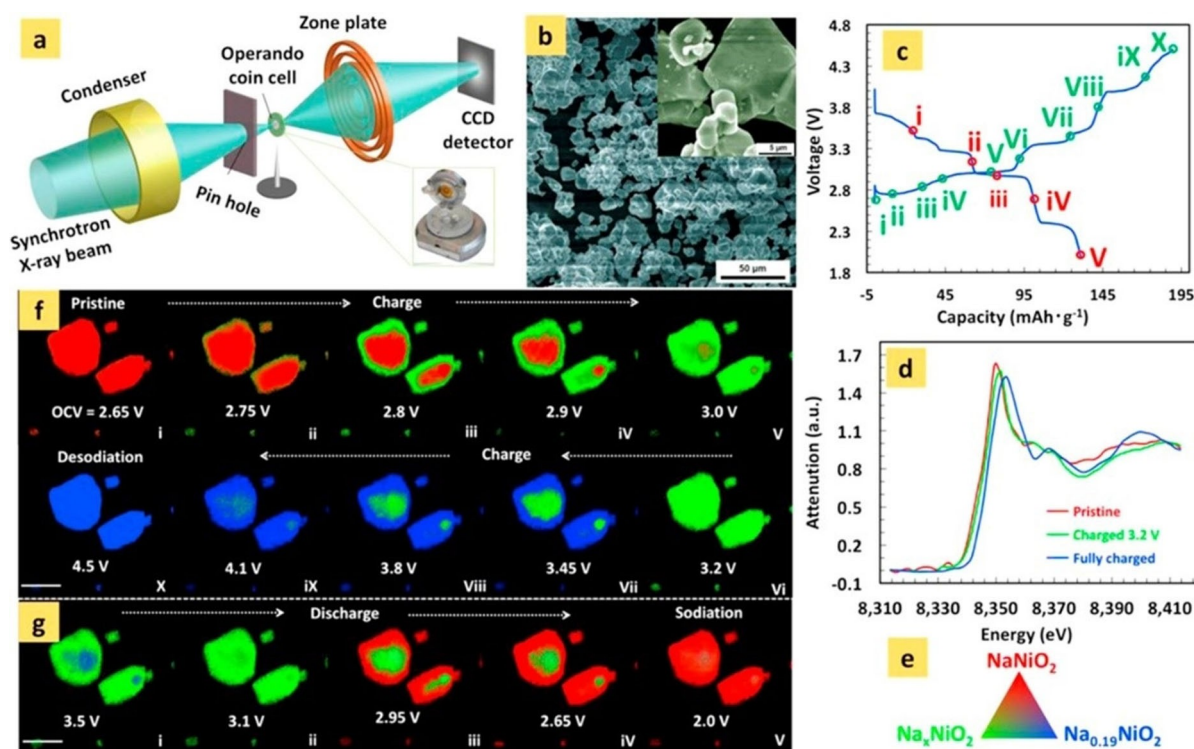 a
Zone plate
Operando
coin cell
Condenser
CCD
detector
Pin hole
Synchrotron
X-ray beam
b
5 µm
50 µm
c
Voltage (V)
4.8
4.3
3.8
3.3
2.8
2.3
1.8
i
ii
iii
iV
V
i
ii
iii
iV
V
Vi
Vii
Viii
iX
X
-5 45 95 145 195
Capacity (mAh·g-1)
f
Pristine Charge
OCV = 2.65 V 2.75 V 2.8 V 2.9 V 3.0 V
i ii iii iV V
Desodiation Charge
4.5 V 4.1 V 3.8 V 3.45 V 3.2 V
X iX Viii Vii Vi
g
Discharge Sodiation
3.5 V 3.1 V 2.95 V 2.65 V 2.0 V
i ii iii iV V
d
Attenution (a.u.)
1.7
1.4
1.1
0.8
0.5
0.2
-0.1
Pristine
Charged 3.2 V
Fully charged
8,310 8,330 8,350 8,370 8,390 8,410
Energy (eV)
e
NaNiO₂
NaₓNiO₂ Na₀.₁₉NiO₂